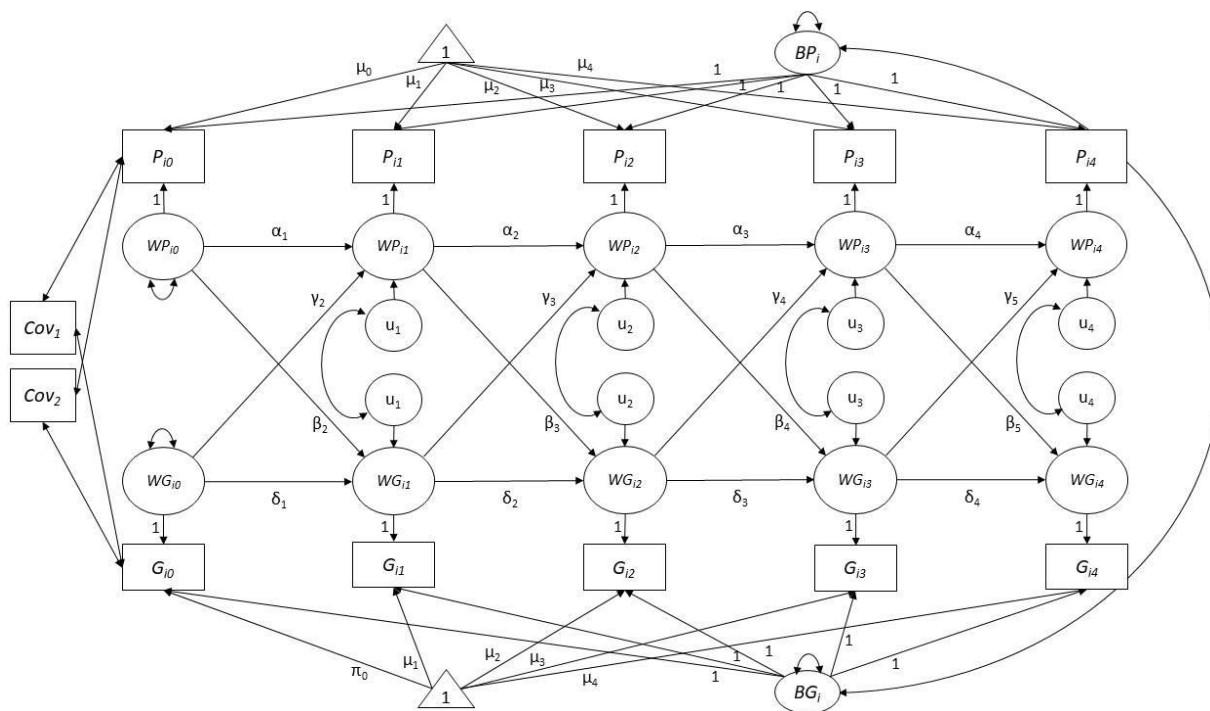 1 BP_i
μ_0 μ_1 μ_2 μ_3 μ_4 1 1 1 1 1
P_i0 P_i1 P_i2 P_i3 P_i4
1 1 1 1 1
WP_i0 α_1 WP_i1 α_2 WP_i2 α_3 WP_i3 α_4 WP_i4
γ_2 γ_3 γ_4 γ_5
Cov_1 u_1 u_2 u_3 u_4
Cov_2 u_1 u_2 u_3 u_4
β_2 β_3 β_4 β_5
WG_i0 δ_1 WG_i1 δ_2 WG_i2 δ_3 WG_i3 δ_4 WG_i4
1 1 1 1 1
G_i0 G_i1 G_i2 G_i3 G_i4
π_0 μ_1 μ_2 μ_3 μ_4 1 1 1 1 1
1 BG_i